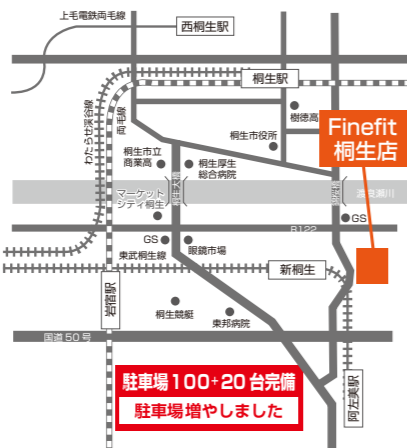 上毛電鉄両毛線
西桐生駅
桐生駅
わたらせ渓谷線
両毛線
樹徳高
Finefit
桐生店
桐生市役所
桐生市立
商業高
桐生厚生
総合病院
渡良瀬川
マーケット
シティ桐生
GS
R122
GS
眼鏡市場
東武桐生線
新桐生
岩宿駅
桐生競艇
東邦病院
国道50号
阿左美駅
駐車場100+20台完備
駐車場増やしました